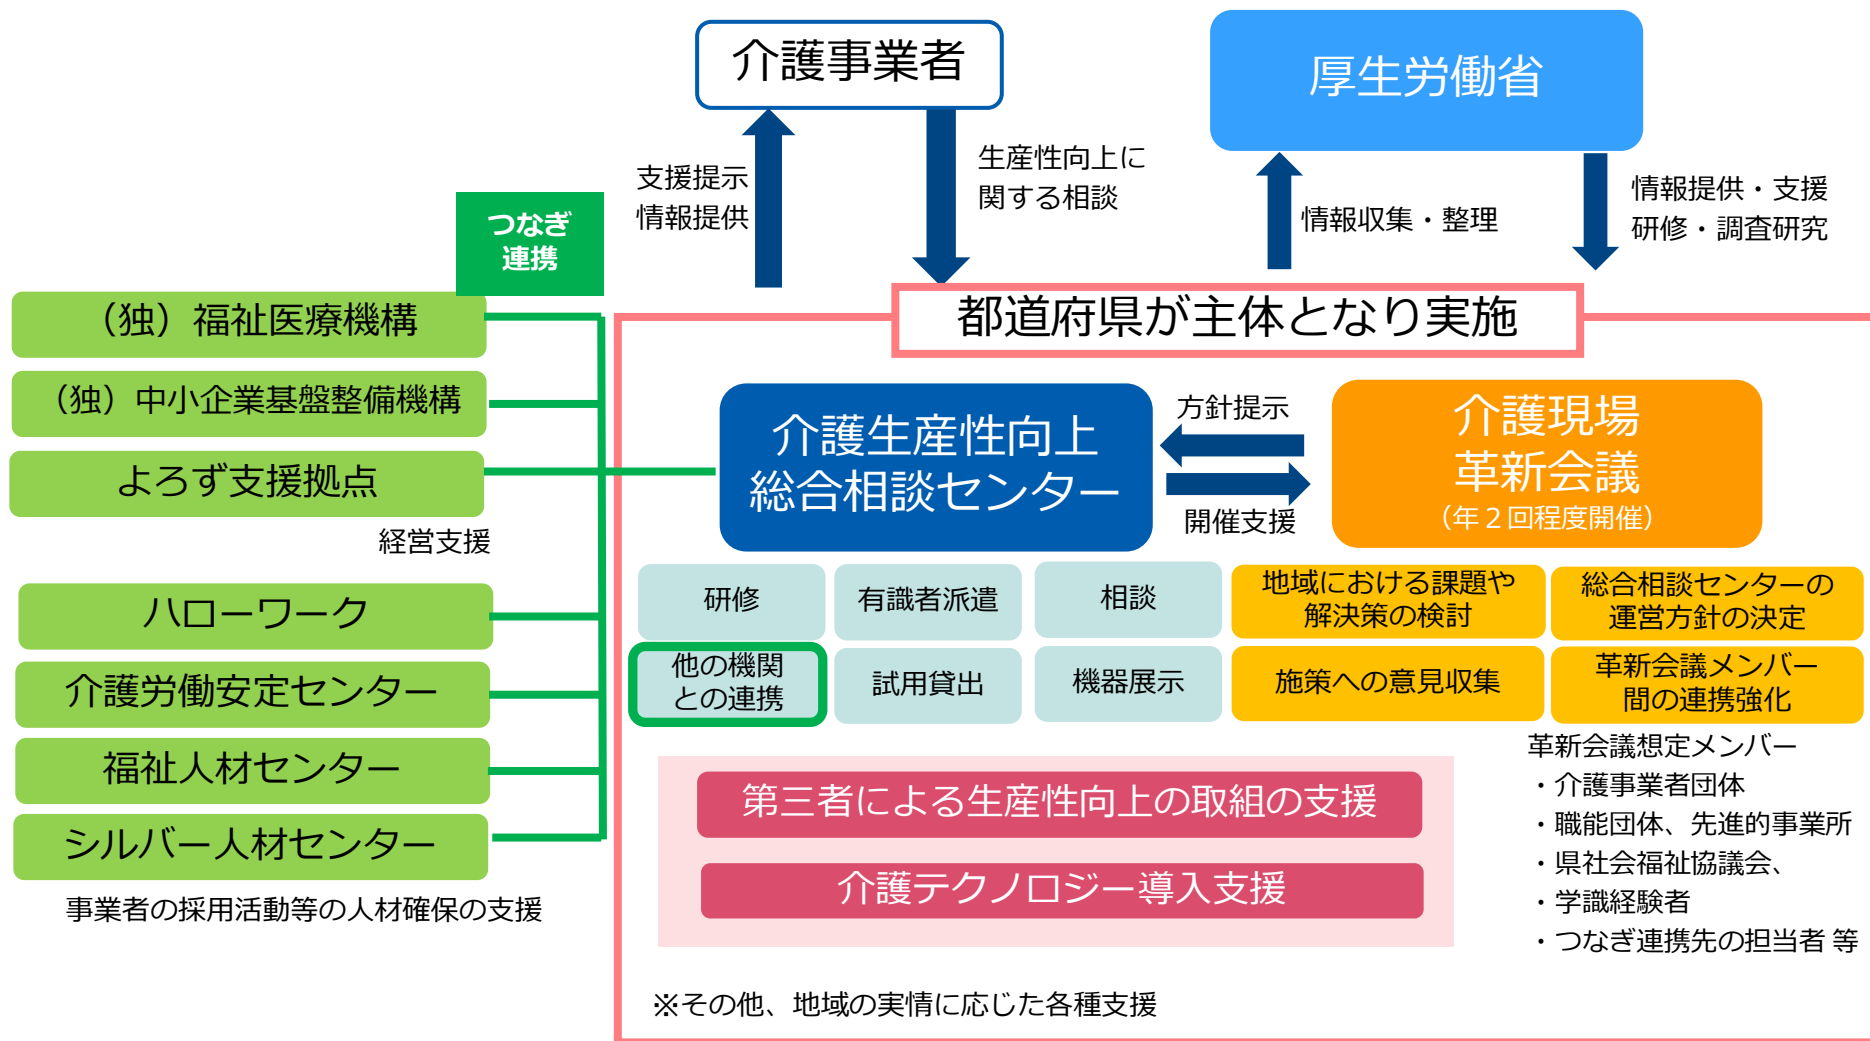 介護事業者
厚生労働省
支援提示
情報提供
生産性向上に
関する相談
情報収集・整理
情報提供・支援
研修・調査研究
つなぎ
連携
（独）福祉医療機構
（独）中小企業基盤整備機構
よろず支援拠点
経営支援
ハローワーク
介護労働安定センター
福祉人材センター
シルバー人材センター
事業者の採用活動等の人材確保の支援
都道府県が主体となり実施
介護生産性向上
総合相談センター
方針提示
開催支援
介護現場
革新会議
（年２回程度開催）
研修
有識者派遣
相談
他の機関
との連携
試用貸出
機器展示
地域における課題や
解決策の検討
総合相談センターの
運営方針の決定
施策への意見収集
革新会議メンバー
間の連携強化
革新会議想定メンバー
・介護事業者団体
・職能団体、先進的事業所
・県社会福祉協議会、
・学識経験者
・つなぎ連携先の担当者 等
第三者による生産性向上の取組の支援
介護テクノロジー導入支援
※その他、地域の実情に応じた各種支援